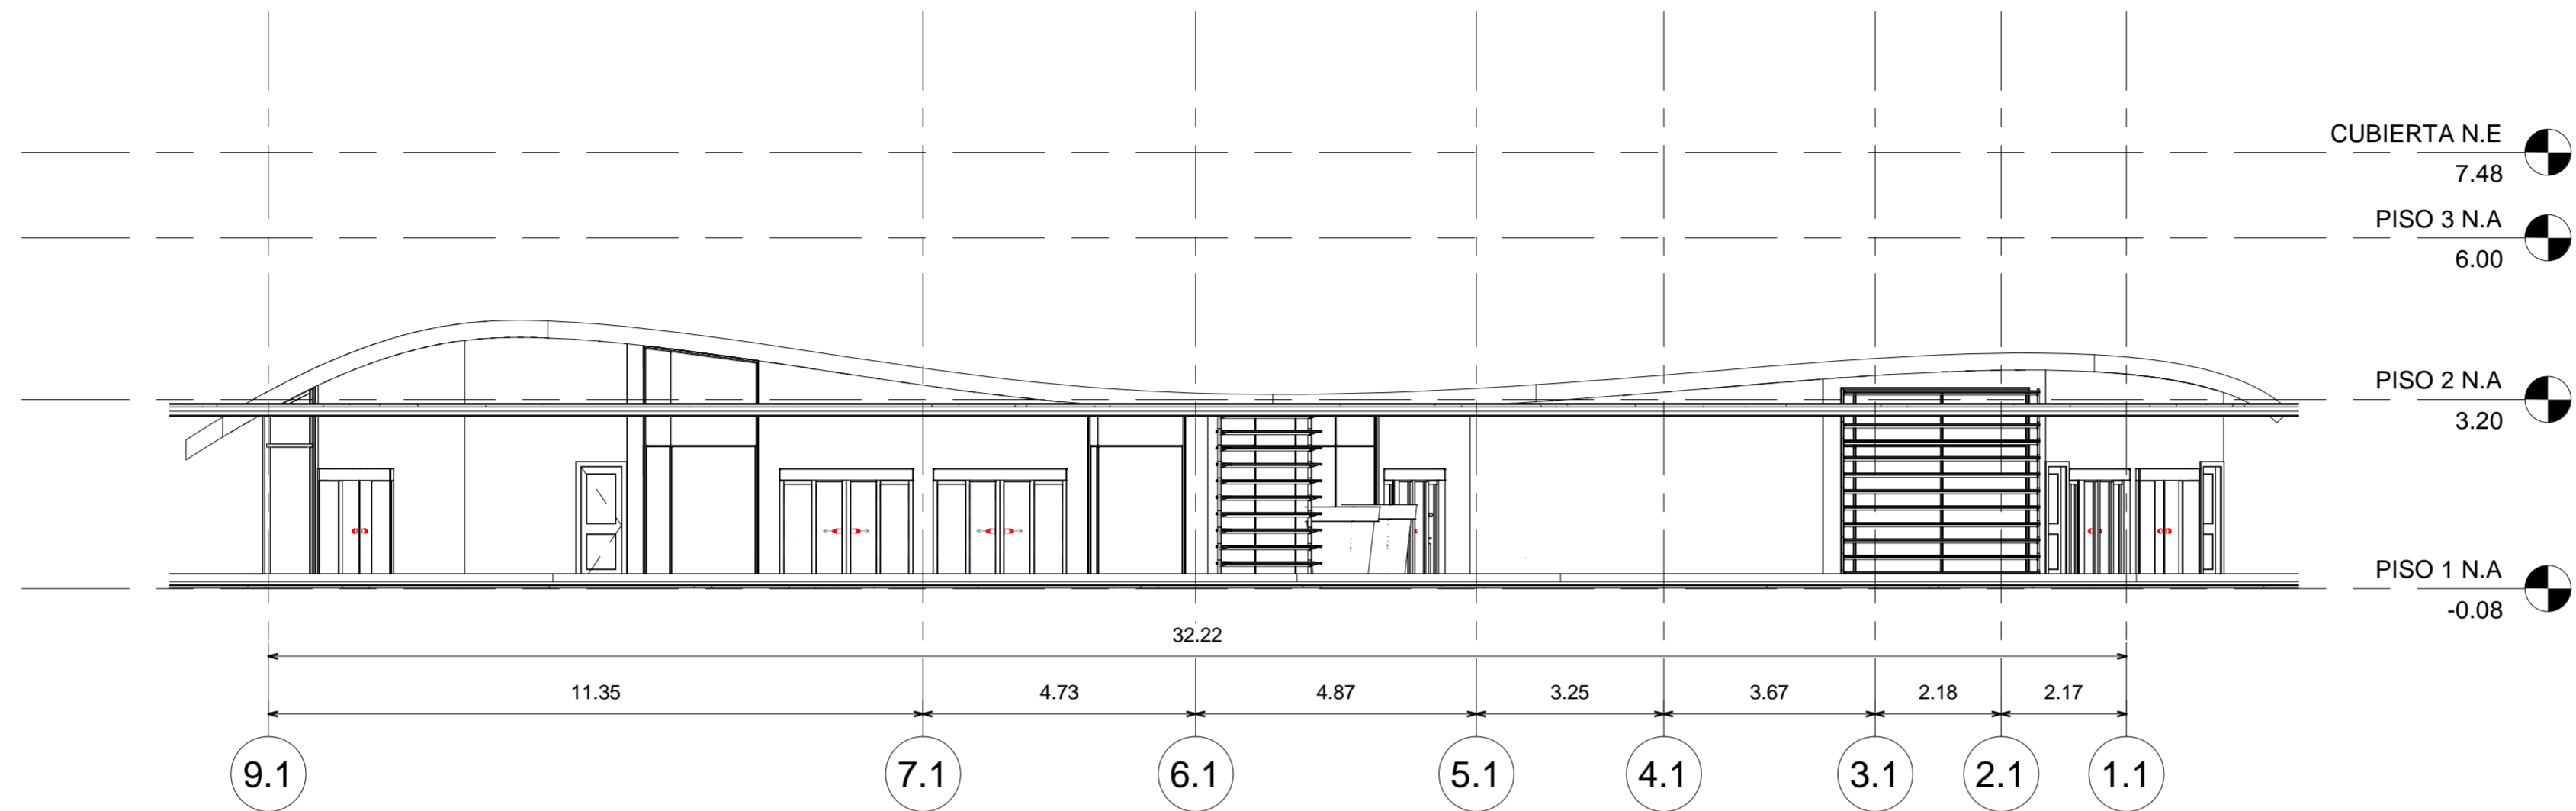 CUBIERTA N.E
7.48
PISO 3 N.A
6.00
PISO 2 N.A
3.20
PISO 1 N.A
-0.08
32.22
11.35 4.73 4.87 3.25 3.67 2.18 2.17
9.1 7.1 6.1 5.1 4.1 3.1 2.1 1.1